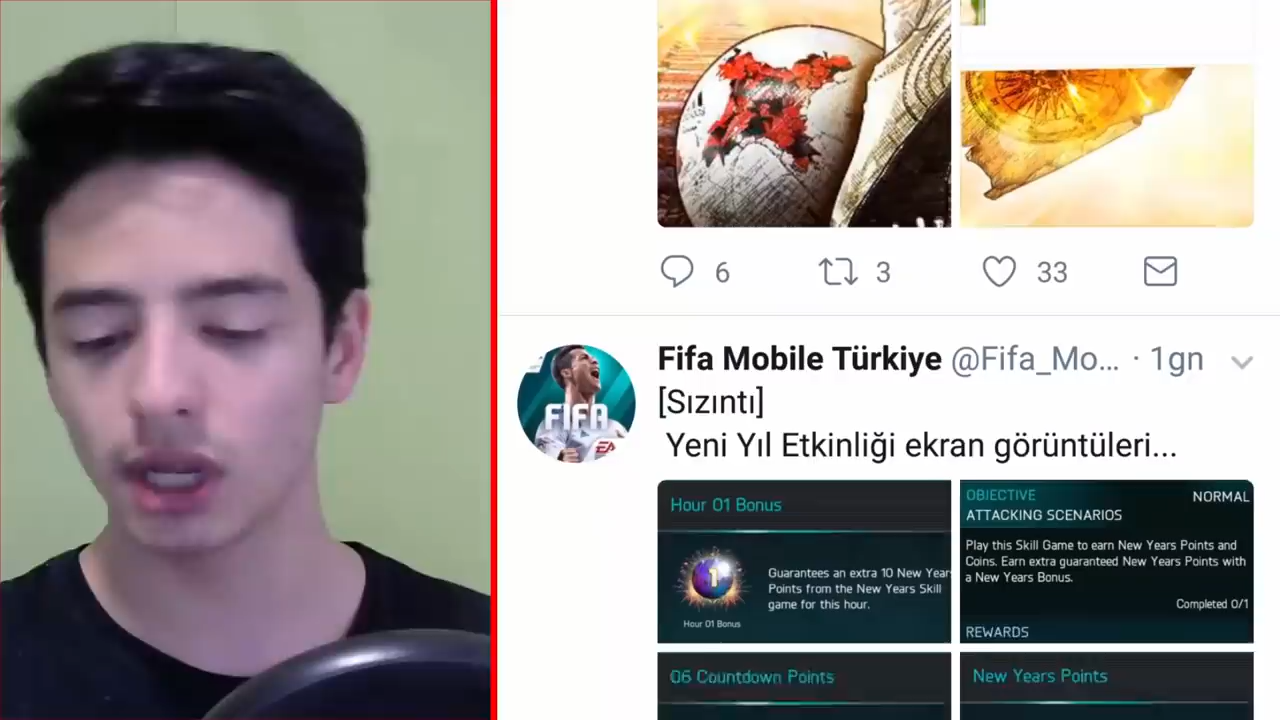 6
3
33
Fifa Mobile Türkiye @Fifa_Mo... · 1gn
[Sızıntı]
Yeni Yıl Etkinliği ekran görüntüleri...
FIFA
EA
Hour 01 Bonus
1
Guarantees an extra 10 New Year
Points from the New Years Skill
game for this hour.
Hour 01 Bonus
OBJECTIVE NORMAL
ATTACKING SCENARIOS
Play this Skill Game to earn New Years Points and
Coins. Earn extra guaranteed New Years Points with
a New Years Bonus.
Completed 0/1
REWARDS
06 Countdown Points
New Years Points